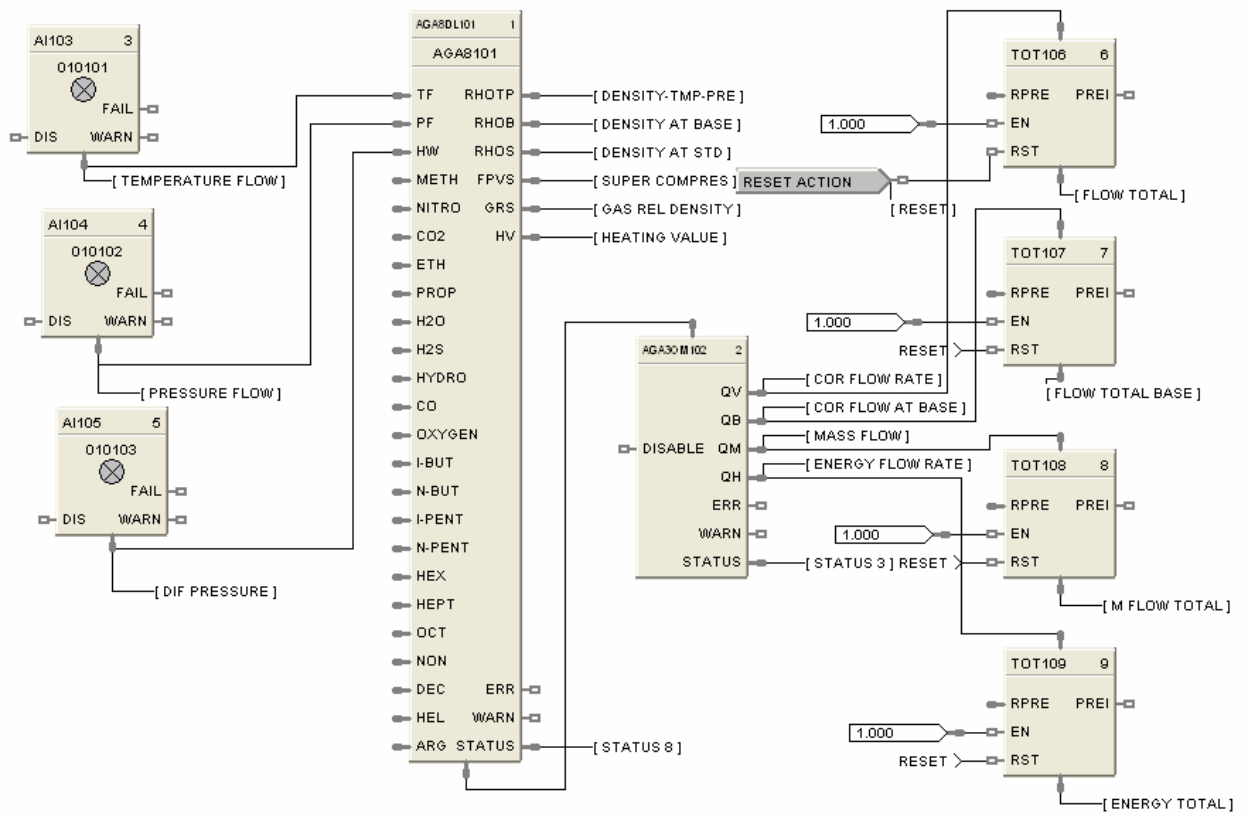 AI103 3
010101
FAIL
DIS WARN
[ TEMPERATURE FLOW ]
AI104 4
010102
FAIL
DIS WARN
[ PRESSURE FLOW ]
AI105 5
010103
FAIL
DIS WARN
[ DIF PRESSURE ]
AGA8DL101 1
AGA8101
TF RHOTP [ DENSITY-TMP-PRE ]
PF RHOB [ DENSITY AT BASE ]
HW RHOS [ DENSITY AT STD ]
METH FPVS [ SUPER COMPRES ]
NITRO GRS [ GAS REL DENSITY ]
CO2 HV [ HEATING VALUE ]
ETH
PROP
H2O
H2S
HYDRO
CO
OXYGEN
I-BUT
N-BUT
I-PENT
N-PENT
HEX
HEPT
OCT
NON
DEC ERR
HEL WARN
ARG STATUS [ STATUS 8 ]
RESET ACTION
[ RESET ]
AGA3OM102 2
QV [ COR FLOW RATE ]
QB [ COR FLOW AT BASE ]
DISABLE QM [ MASS FLOW ]
QH [ ENERGY FLOW RATE ]
ERR
WARN
STATUS [ STATUS 3 ]
TOT106 6
RPRE PREI
1.000 EN
RST
[ FLOW TOTAL ]
TOT107 7
RPRE PREI
1.000 EN
RESET RST
[ FLOW TOTAL BASE ]
TOT108 8
RPRE PREI
1.000 EN
RESET RST
[ M FLOW TOTAL ]
TOT109 9
RPRE PREI
1.000 EN
RESET RST
[ ENERGY TOTAL ]